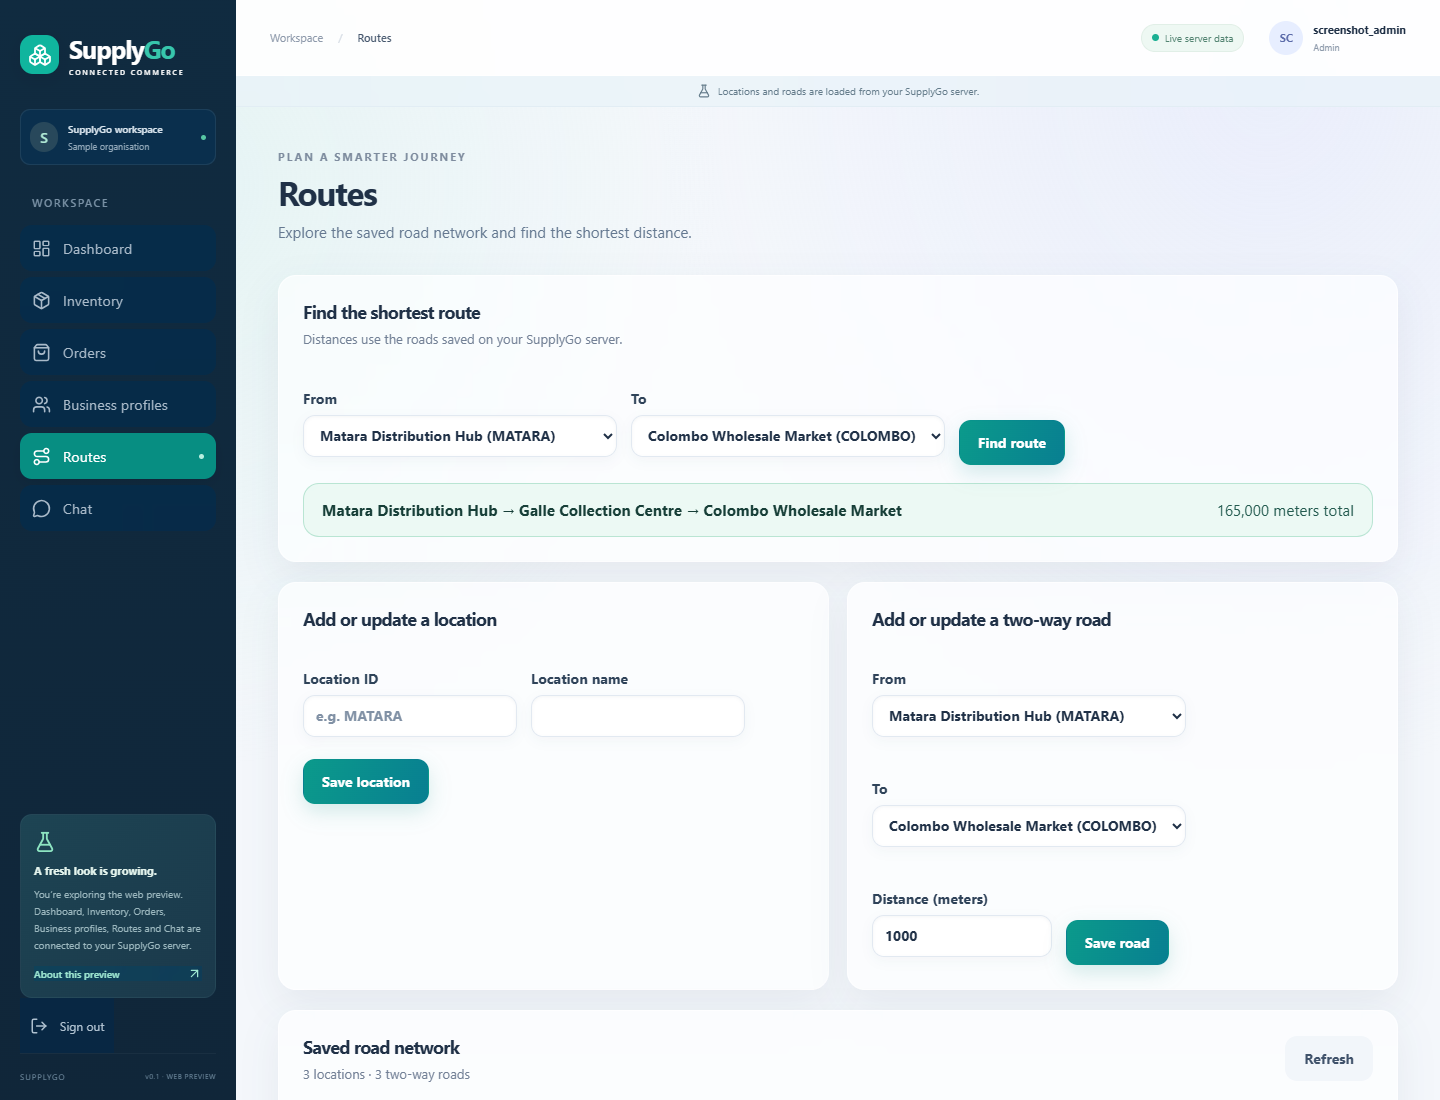 SupplyGo
CONNECTED COMMERCE
S
SupplyGo workspace
Sample organisation
WORKSPACE
Dashboard
Inventory
Orders
Business profiles
Routes
Chat
A fresh look is growing.
You're exploring the web preview.
Dashboard, Inventory, Orders,
Business profiles, Routes and Chat are
connected to your SupplyGo server.
About this preview
Sign out
SUPPLYGO
v0.1 · WEB PREVIEW
Workspace / Routes
Live server data
SC
screenshot_admin
Admin
Locations and roads are loaded from your SupplyGo server.
PLAN A SMARTER JOURNEY
Routes
Explore the saved road network and find the shortest distance.
Find the shortest route
Distances use the roads saved on your SupplyGo server.
From
To
Matara Distribution Hub (MATARA)
Colombo Wholesale Market (COLOMBO)
Find route
Matara Distribution Hub → Galle Collection Centre → Colombo Wholesale Market
165,000 meters total
Add or update a location
Location ID
Location name
e.g. MATARA
Save location
Add or update a two-way road
From
Matara Distribution Hub (MATARA)
To
Colombo Wholesale Market (COLOMBO)
Distance (meters)
1000
Save road
Saved road network
3 locations · 3 two-way roads
Refresh